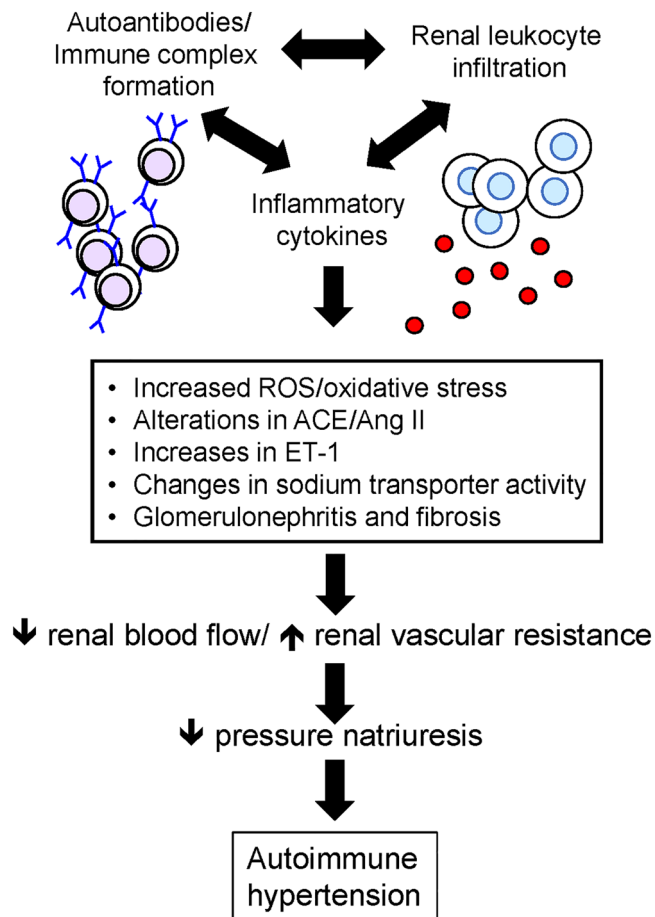 Autoantibodies/
Immune complex
formation
Renal leukocyte
infiltration
Inflammatory
cytokines
• Increased ROS/oxidative stress
• Alterations in ACE/Ang II
• Increases in ET-1
• Changes in sodium transporter activity
• Glomerulonephritis and fibrosis
↓ renal blood flow/ ↑ renal vascular resistance
↓ pressure natriuresis
Autoimmune
hypertension